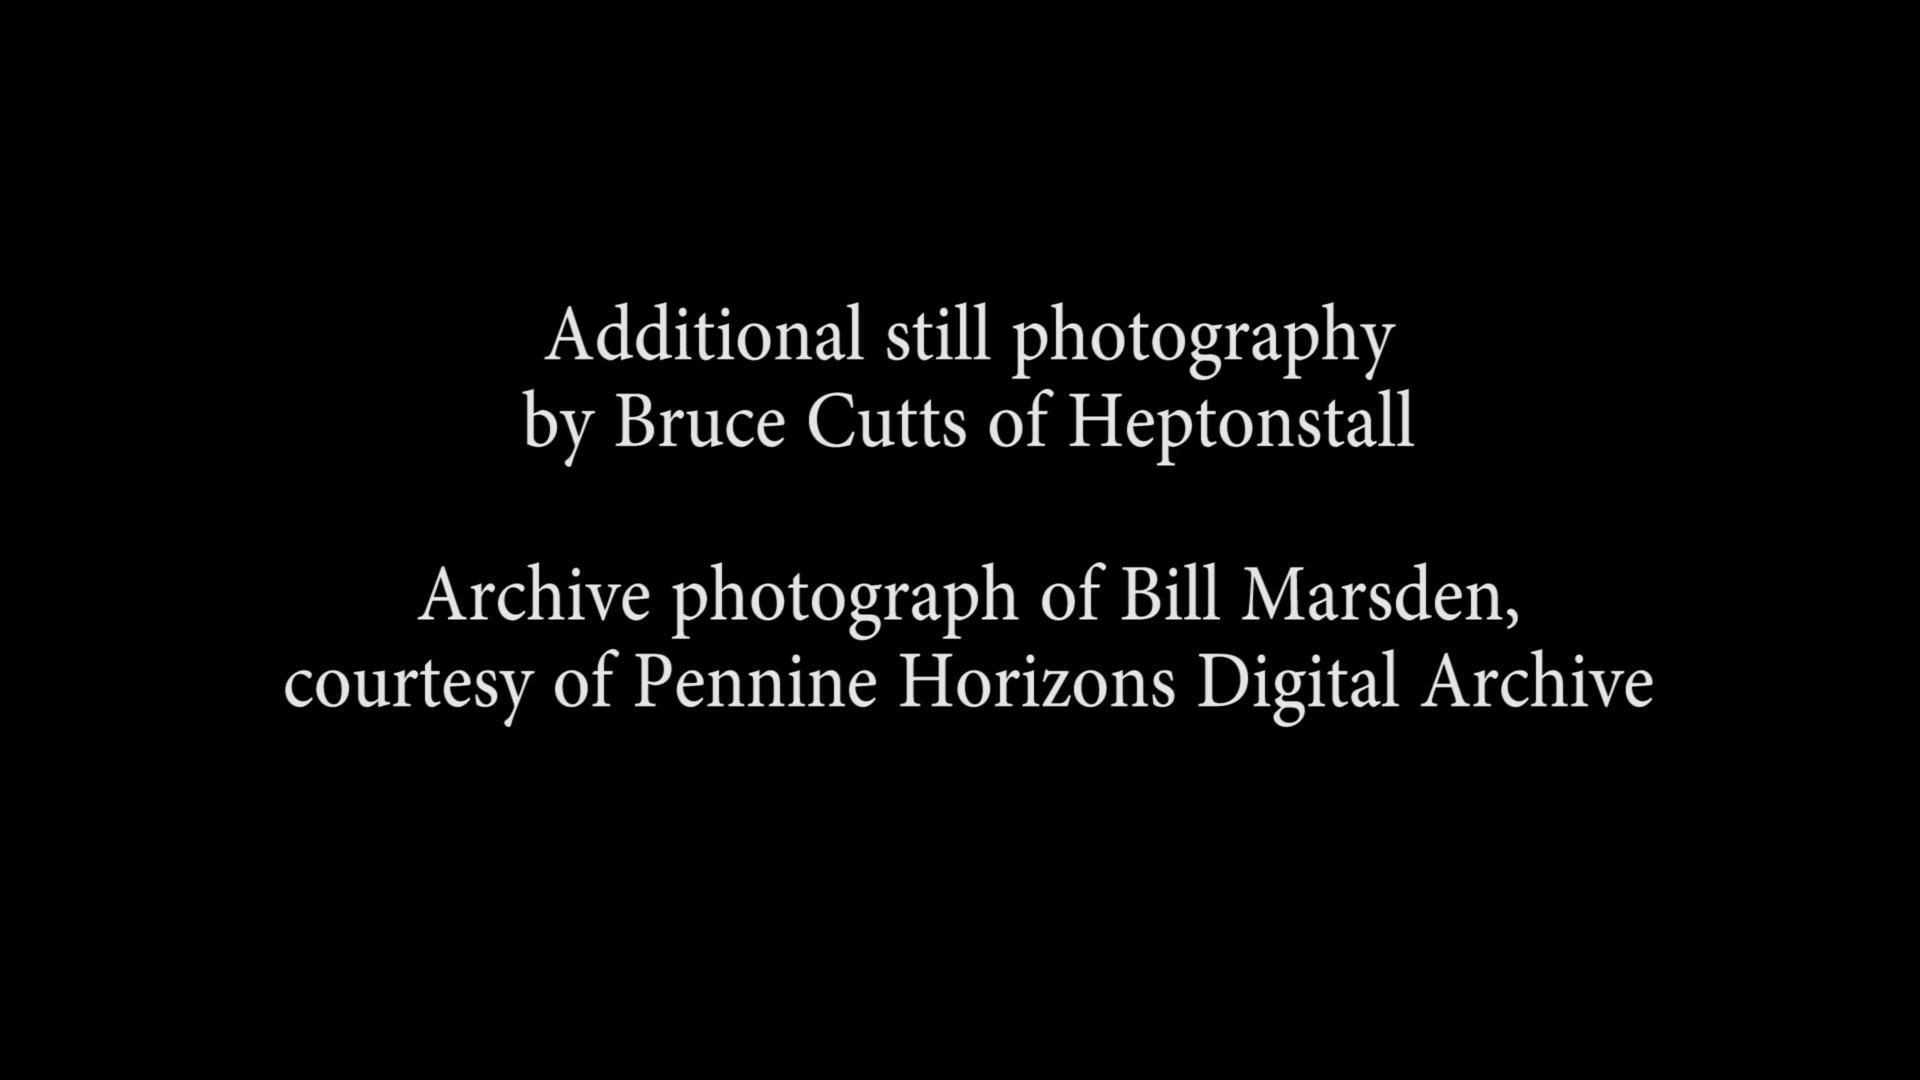 Additional still photography
by Bruce Cutts of Heptonstall
Archive photograph of Bill Marsden,
courtesy of Pennine Horizons Digital Archive